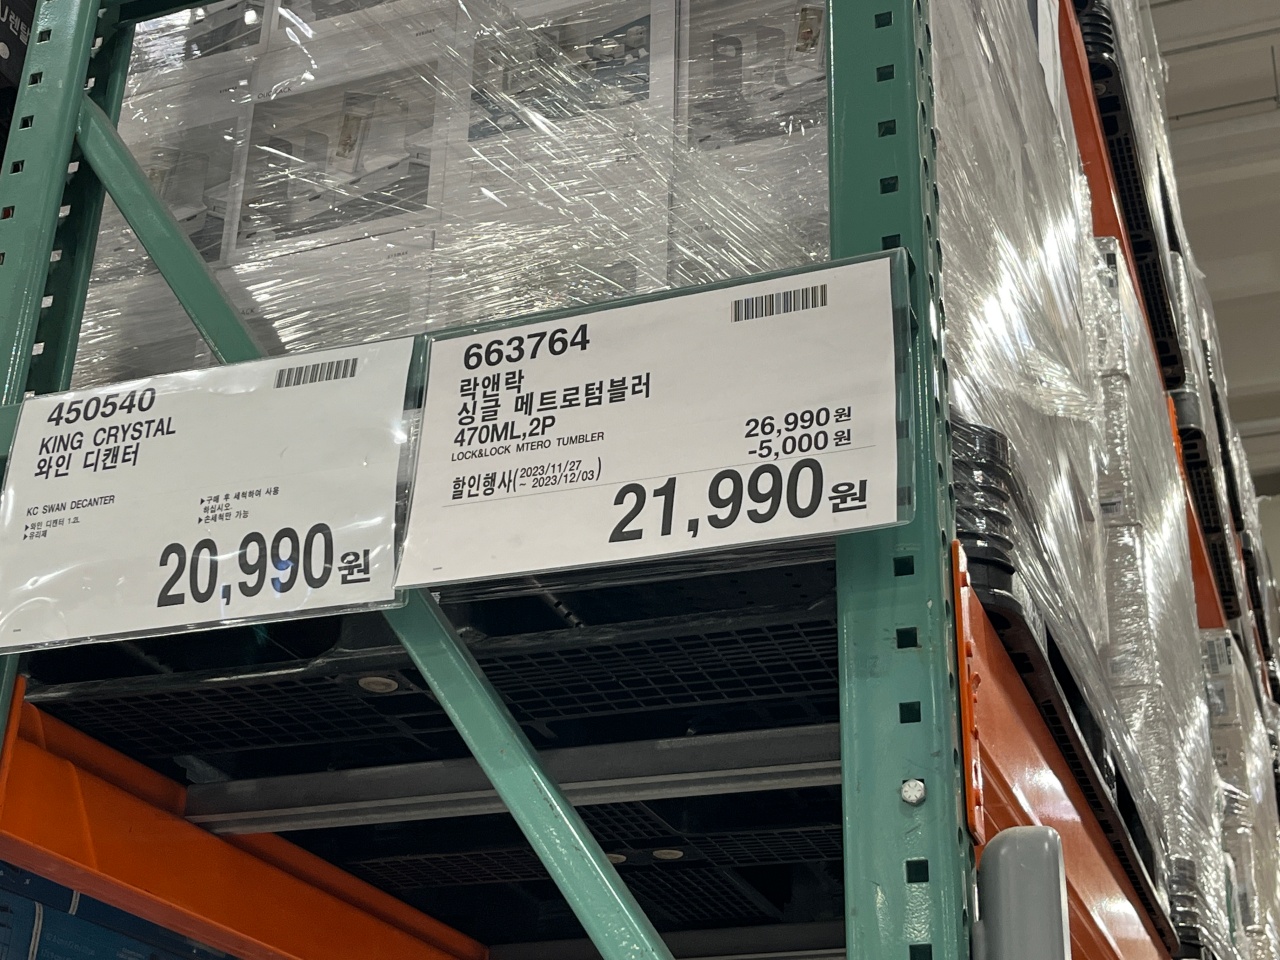 450540
KING CRYSTAL
와인 디캔터
KC SWAN DECANTER
▶와인 디캔터 1.2L
▶유리제
▶구매 후 세척하여 사용
하십시오.
▶손세척만 가능
20,990원
663764
락앤락
싱글 메트로텀블러
470ML,2P
LOCK&LOCK MTERO TUMBLER
할인행사(2023/11/27
~ 2023/12/03)
26,990원
-5,000원
21,990원